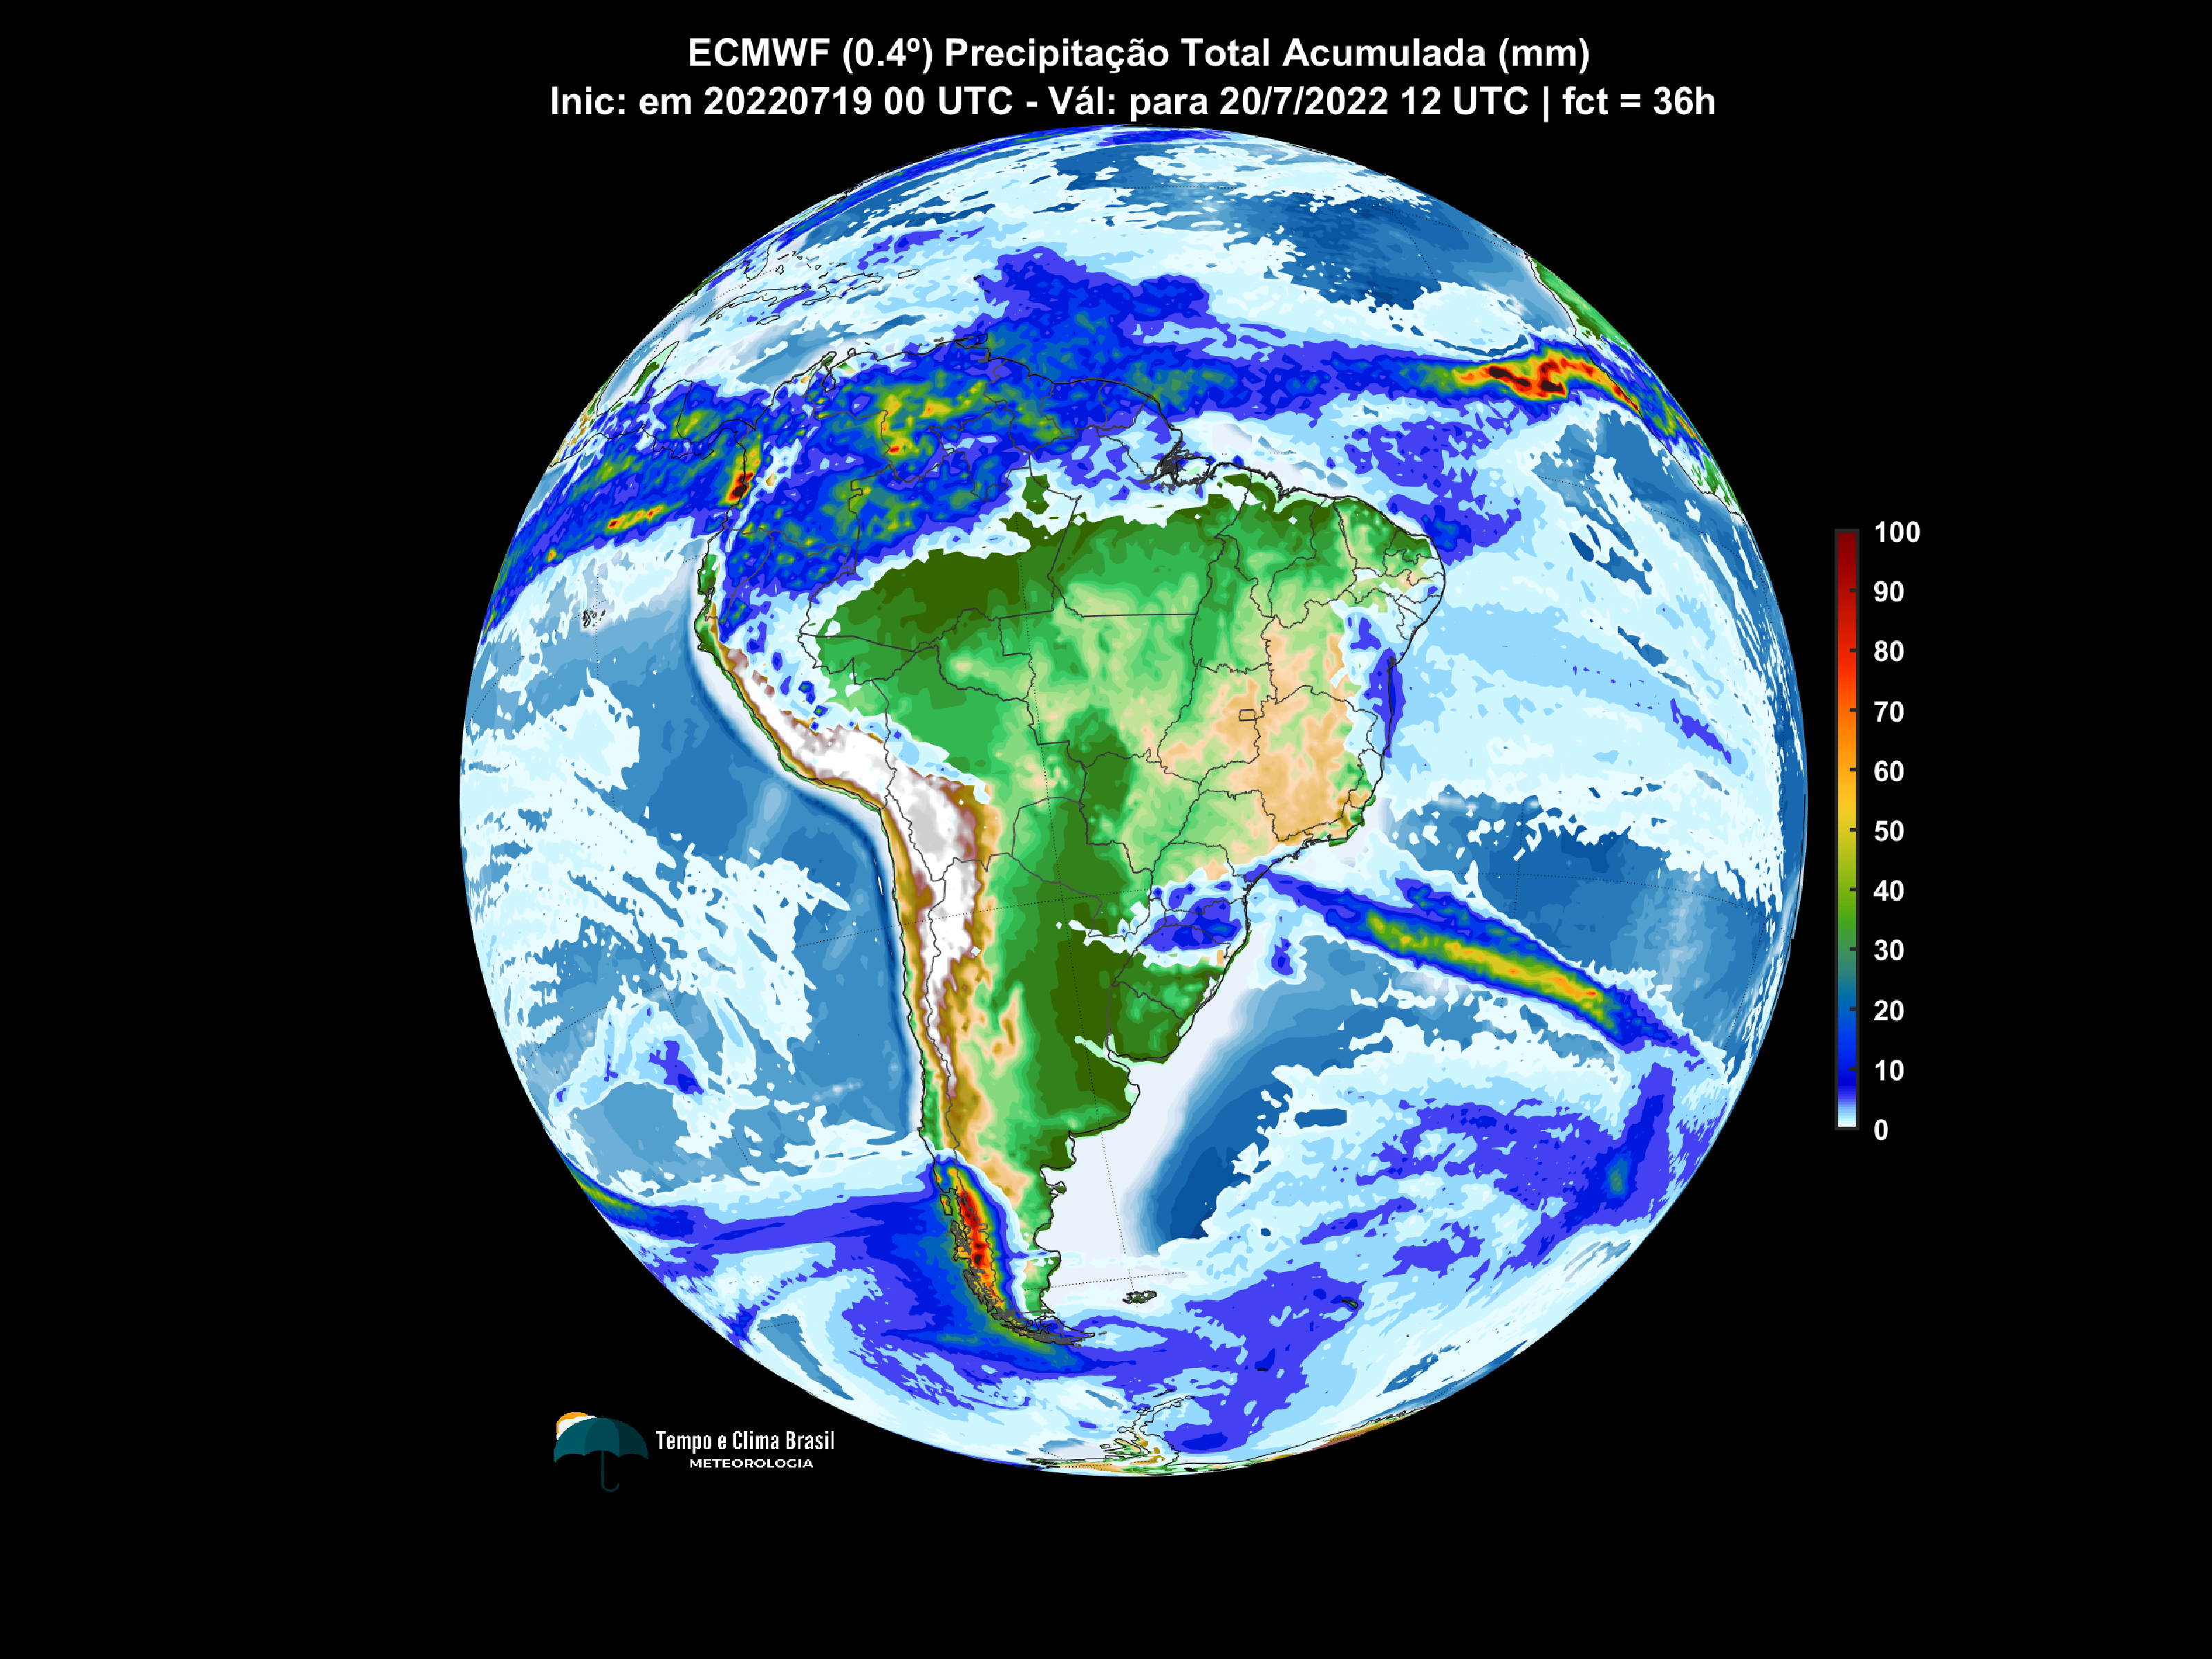 ECMWF (0.4º) Precipitação Total Acumulada (mm)
Inic: em 20220719 00 UTC - Vál: para 20/7/2022 12 UTC | fct = 36h
100
90
80
70
60
50
40
30
20
10
0
Tempo e Clima Brasil
METEOROLOGIA